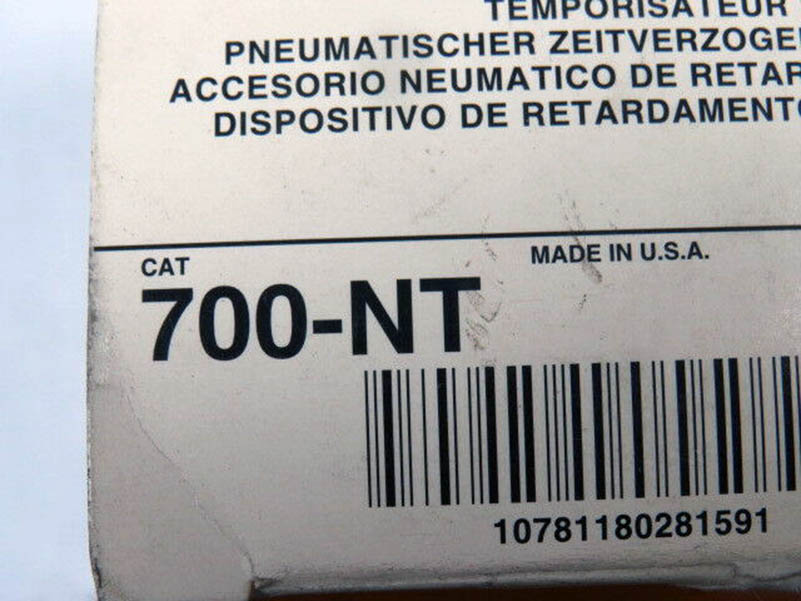 TEMPORISATEUR
PNEUMATISCHER ZEITVERZOGE
ACCESORIO NEUMATICO DE RETAR
DISPOSITIVO DE RETARDAMENTO
CAT
MADE IN U.S.A.
700-NT
10781180281591